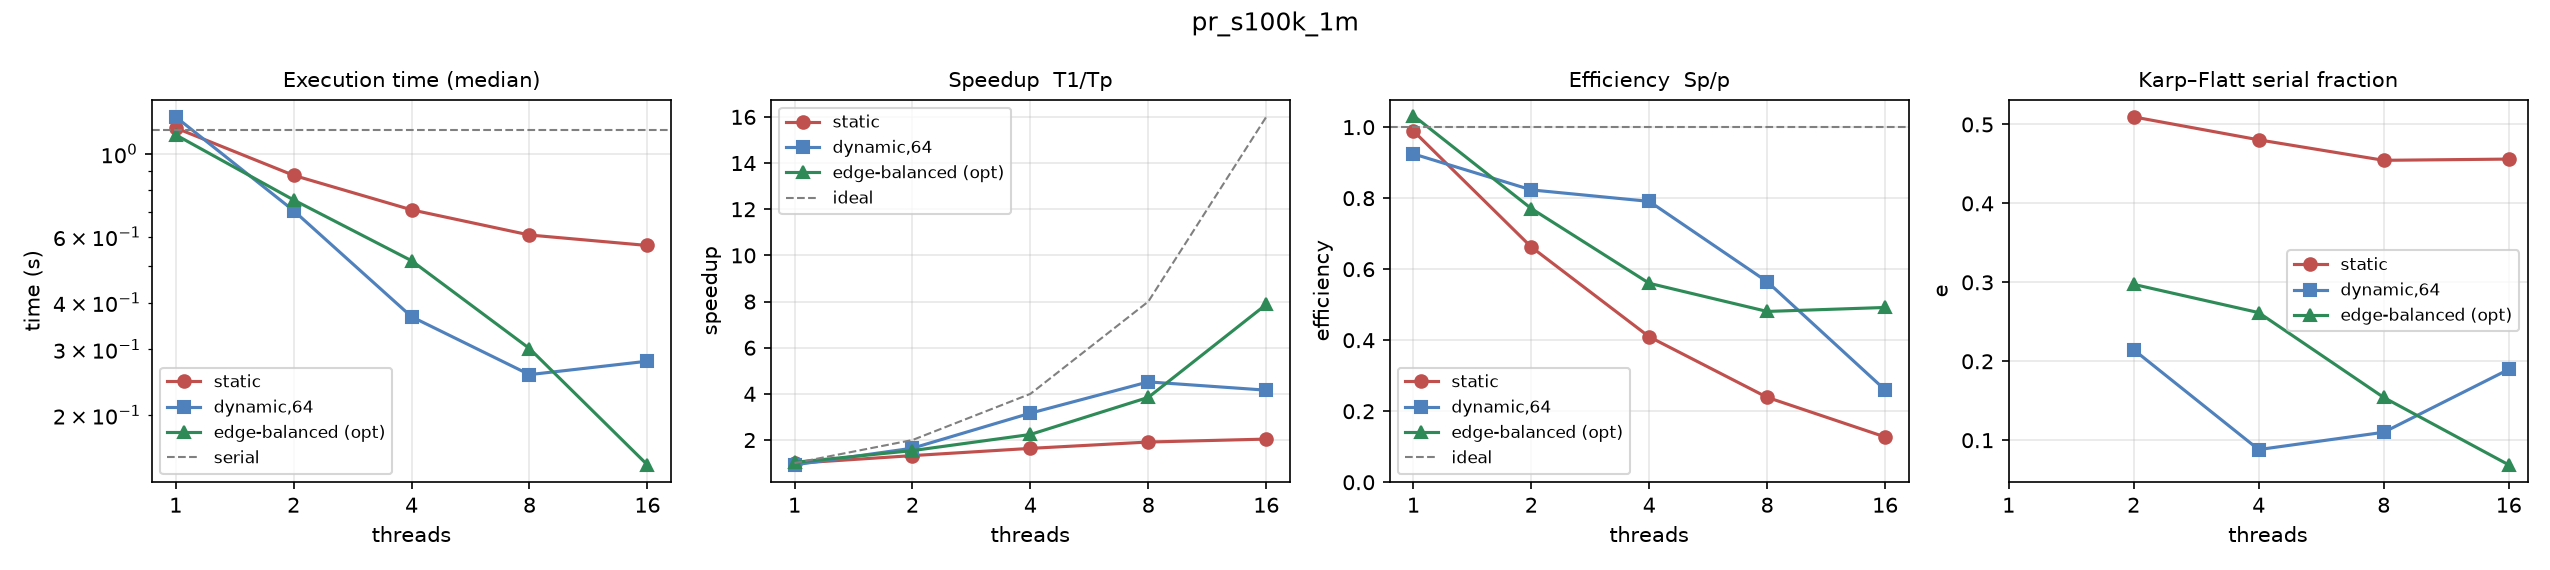 pr_s100k_1m
Execution time (median)
time (s)
10⁰
6 × 10⁻¹
4 × 10⁻¹
3 × 10⁻¹
2 × 10⁻¹
static
dynamic,64
edge-balanced (opt)
serial
1 2 4 8 16
threads
Speedup T1/Tp
speedup
16
14
12
10
8
6
4
2
static
dynamic,64
edge-balanced (opt)
ideal
1 2 4 8 16
threads
Efficiency Sp/p
efficiency
1.0
0.8
0.6
0.4
0.2
0.0
static
dynamic,64
edge-balanced (opt)
ideal
1 2 4 8 16
threads
Karp–Flatt serial fraction
e
0.5
0.4
0.3
0.2
0.1
static
dynamic,64
edge-balanced (opt)
1 2 4 8 16
threads